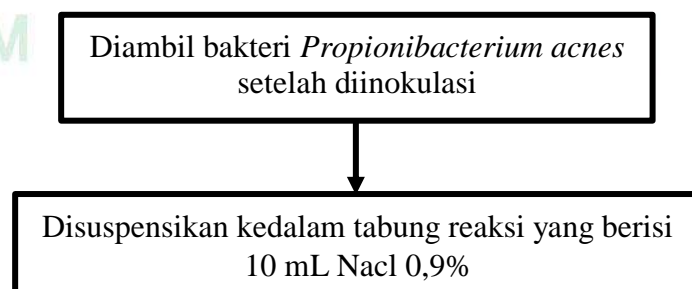 M
Diambil bakteri Propionibacterium acnes
setelah diinokulasi
Disuspensikan kedalam tabung reaksi yang berisi
10 mL Nacl 0,9%